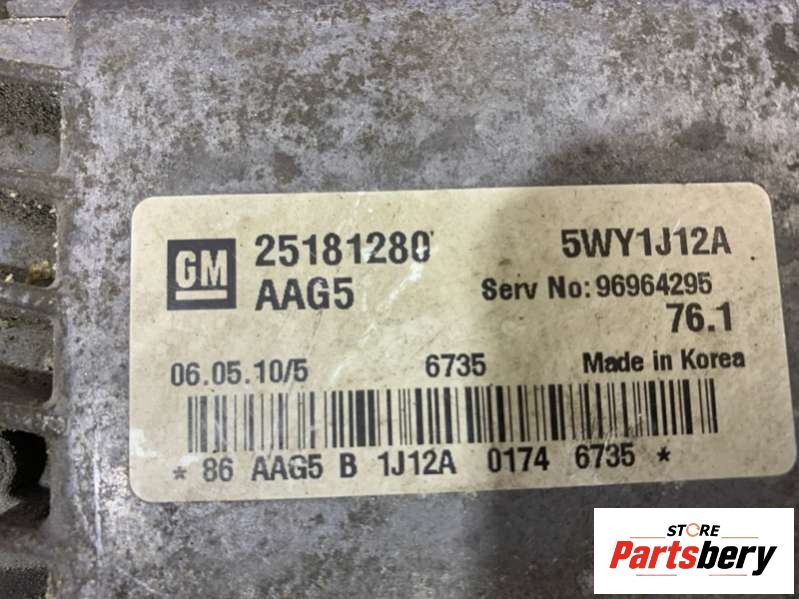 GM 25181280 5WY1J12A
AAG5 Serv No: 96964295
76.1
06.05.10/5 6735 Made in Korea
* 86 AAG5 B 1J12A 0174 6735 *
STORE
Partsbery